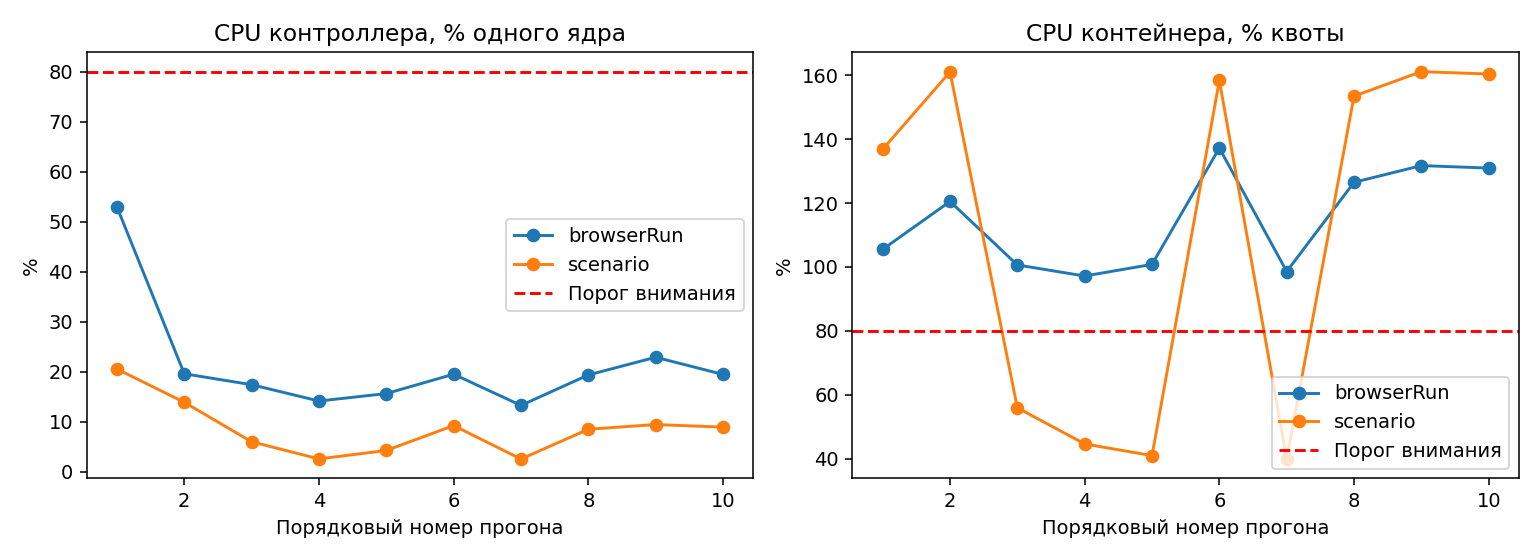 CPU контроллера, % одного ядра
80
70
60
50
40
30
20
10
0
%
browserRun
scenario
Порог внимания
2
4
6
8
10
Порядковый номер прогона
CPU контейнера, % квоты
160
140
120
100
80
60
40
%
browserRun
scenario
Порог внимания
2
4
6
8
10
Порядковый номер прогона